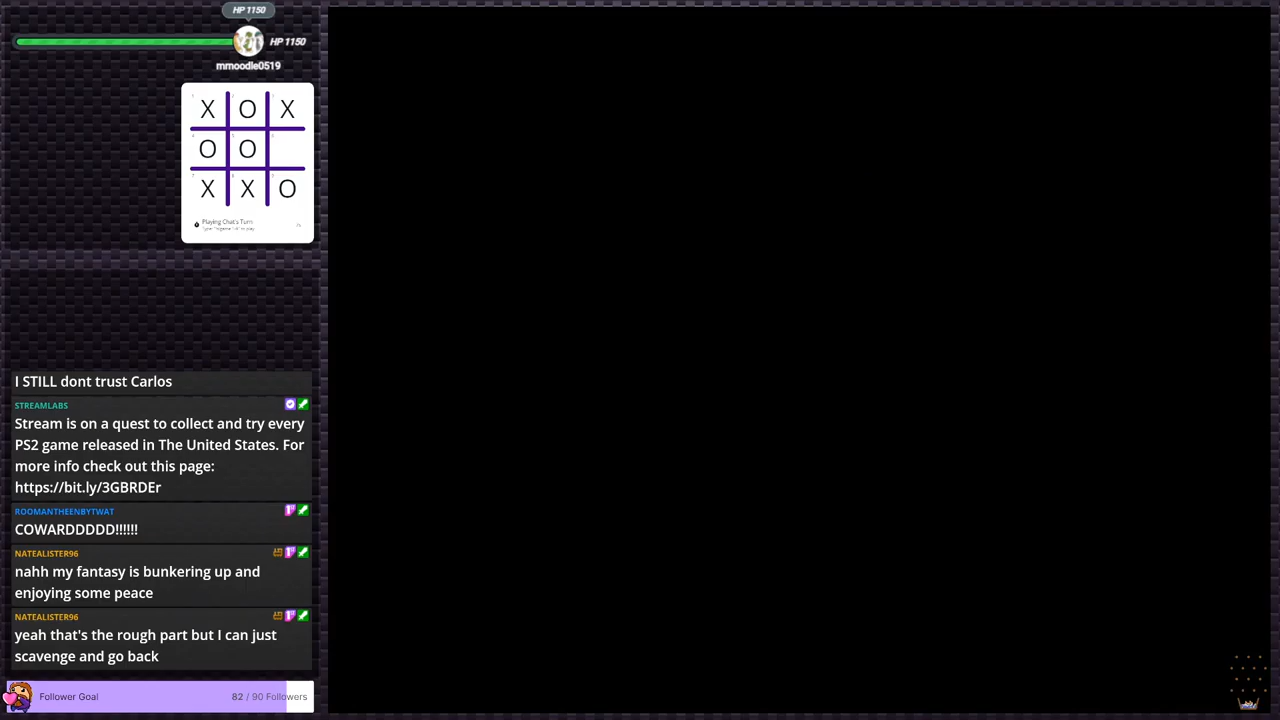 HP 1150
HP 1150
mmoodle0519
X O X
O O
X X O
Playing Chat's Turn
I STILL dont trust Carlos
STREAMLABS
Stream is on a quest to collect and try every
PS2 game released in The United States. For
more info check out this page:
https://bit.ly/3GBRDEr
ROOMANTHEENBYTWAT
COWARDDDDD!!!!!!
NATEALISTER96
nahh my fantasy is bunkering up and
enjoying some peace
NATEALISTER96
yeah that's the rough part but I can just
scavenge and go back
Follower Goal 82 / 90 Followers